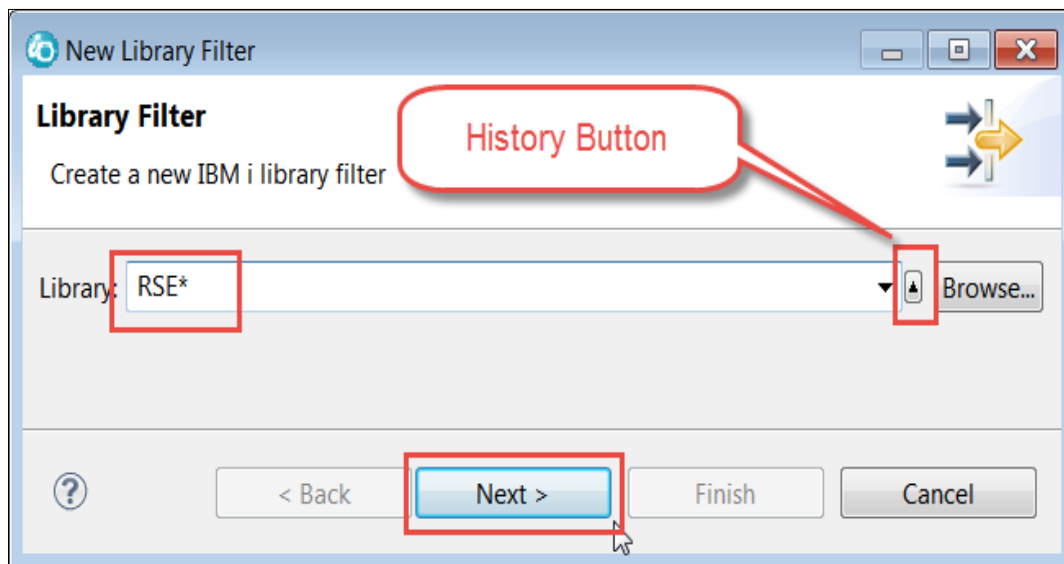 New Library Filter
Library Filter
History Button
Create a new IBM i library filter
Library: RSE* Browse...
? < Back Next > Finish Cancel